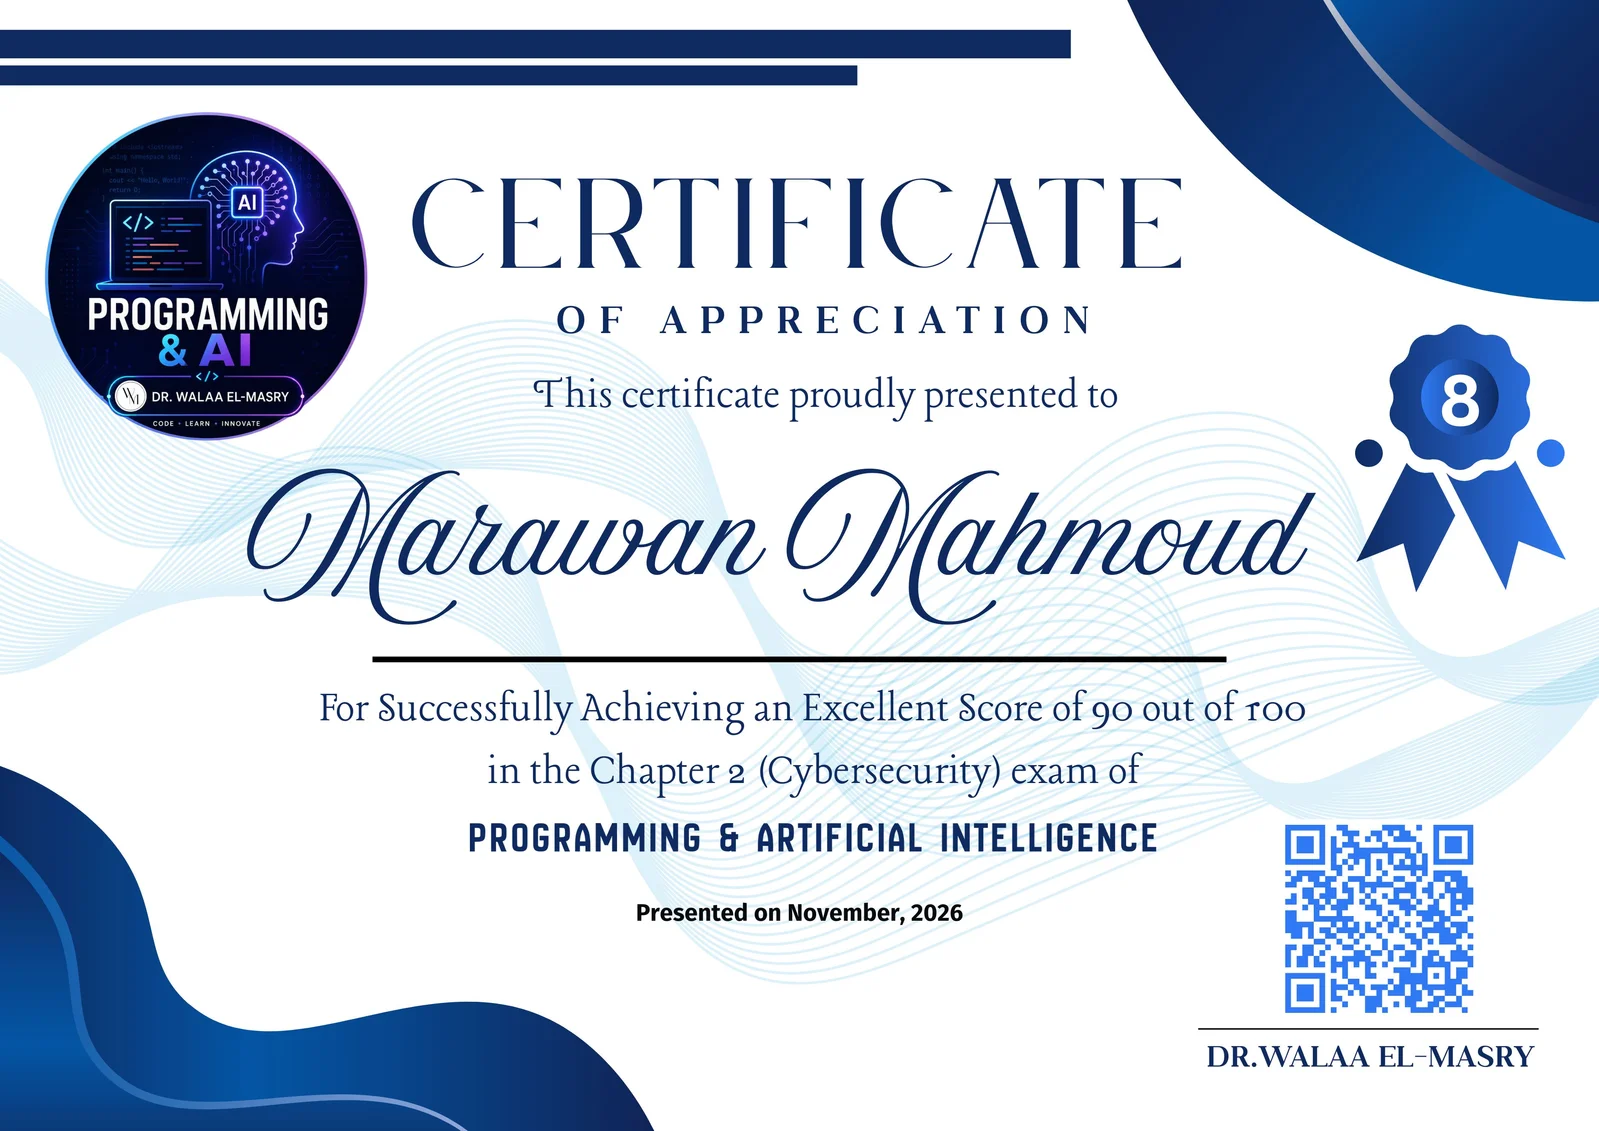 CERTIFICATE
OF APPRECIATION
This certificate proudly presented to
Marawan Mahmoud
For Successfully Achieving an Excellent Score of 90 out of 100
in the Chapter 2 (Cybersecurity) exam of
PROGRAMMING & ARTIFICIAL INTELLIGENCE
Presented on November, 2026
AI
</>
PROGRAMMING
& AI
</>
DR. WALAA EL-MASRY
CODE • LEARN • INNOVATE
8
DR.WALAA EL-MASRY